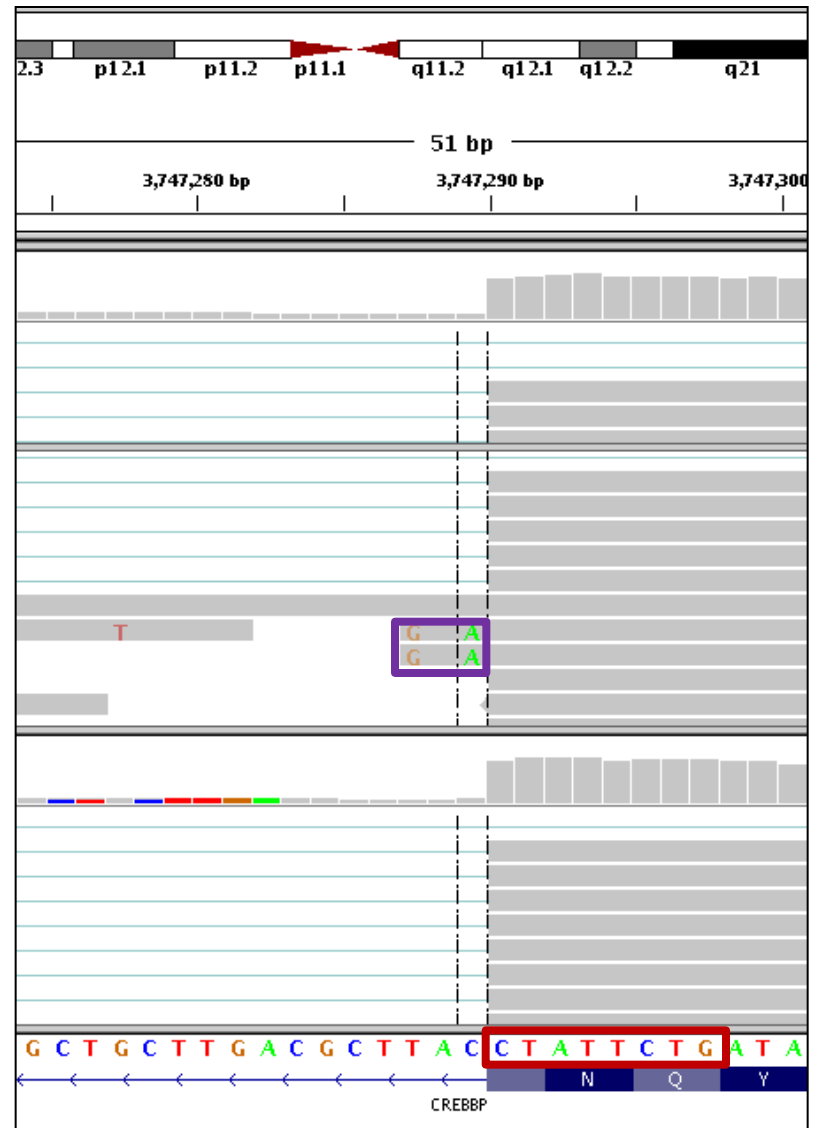 2.3 p12.1 p11.2 p11.1 q11.2 q12.1 q12.2 q21
51 bp
3,747,280 bp 3,747,290 bp 3,747,300
T G A
G A
G C T G C T T G A C G C T T A C C T A T T C T G A T A
N Q Y
CREBBP